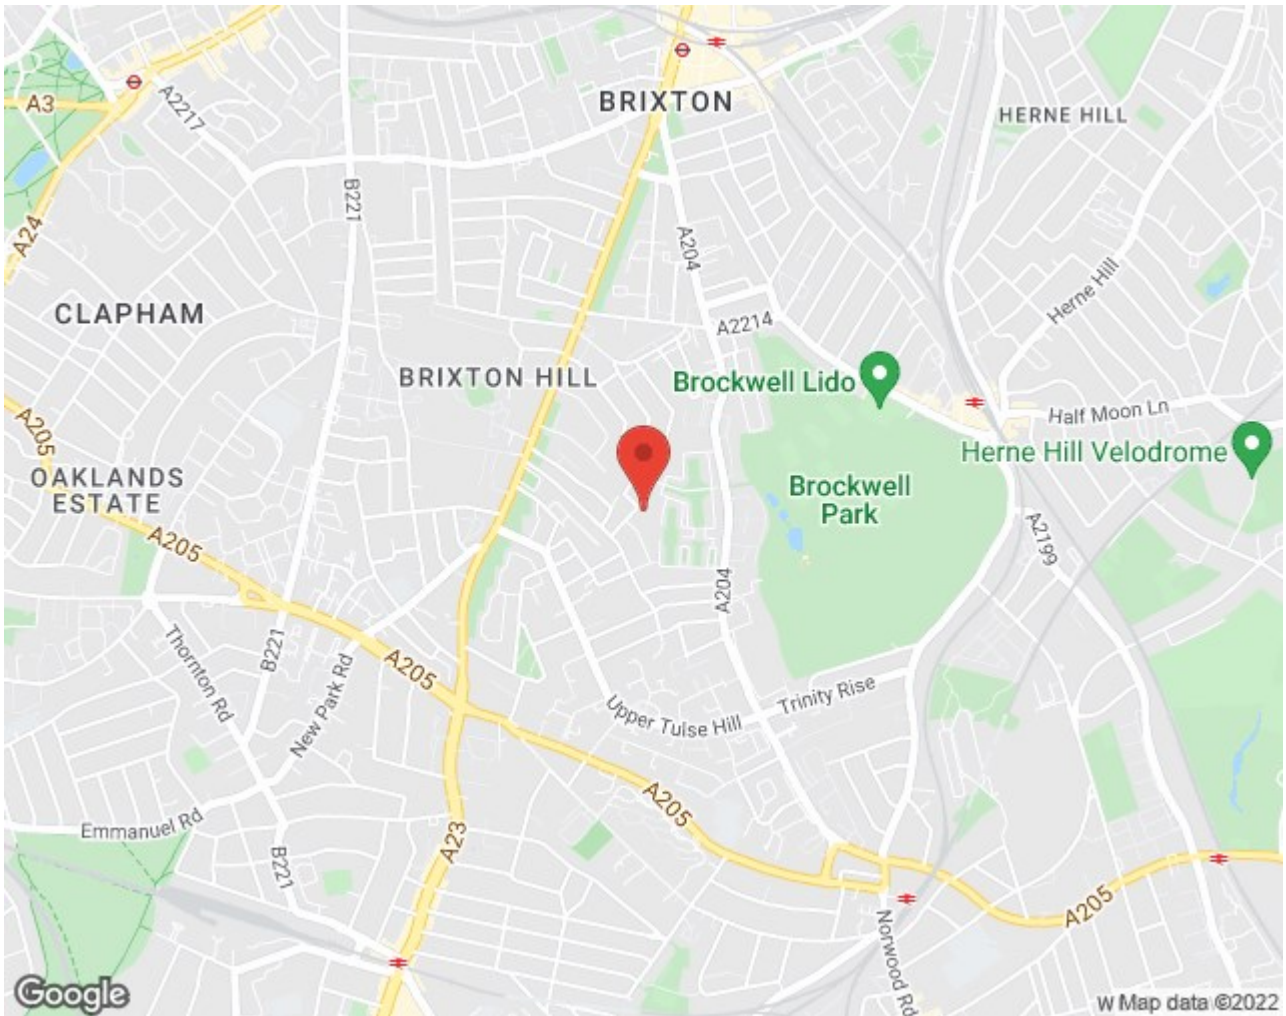 BRIXTON
A3
A2217
HERNE HILL
B221
A24
A204
CLAPHAM
Herne Hill
A2214
BRIXTON HILL
Brockwell Lido
A205
Half Moon Ln
Herne Hill Velodrome
OAKLANDS
ESTATE
Brockwell
Park
A205
A2199
A204
Thornton Rd
B221
New Park Rd
A205
Trinity Rise
Upper Tulse Hill
A205
Emmanuel Rd
A23
B221
A205
Norwood Rd
Google
w Map data ©2022